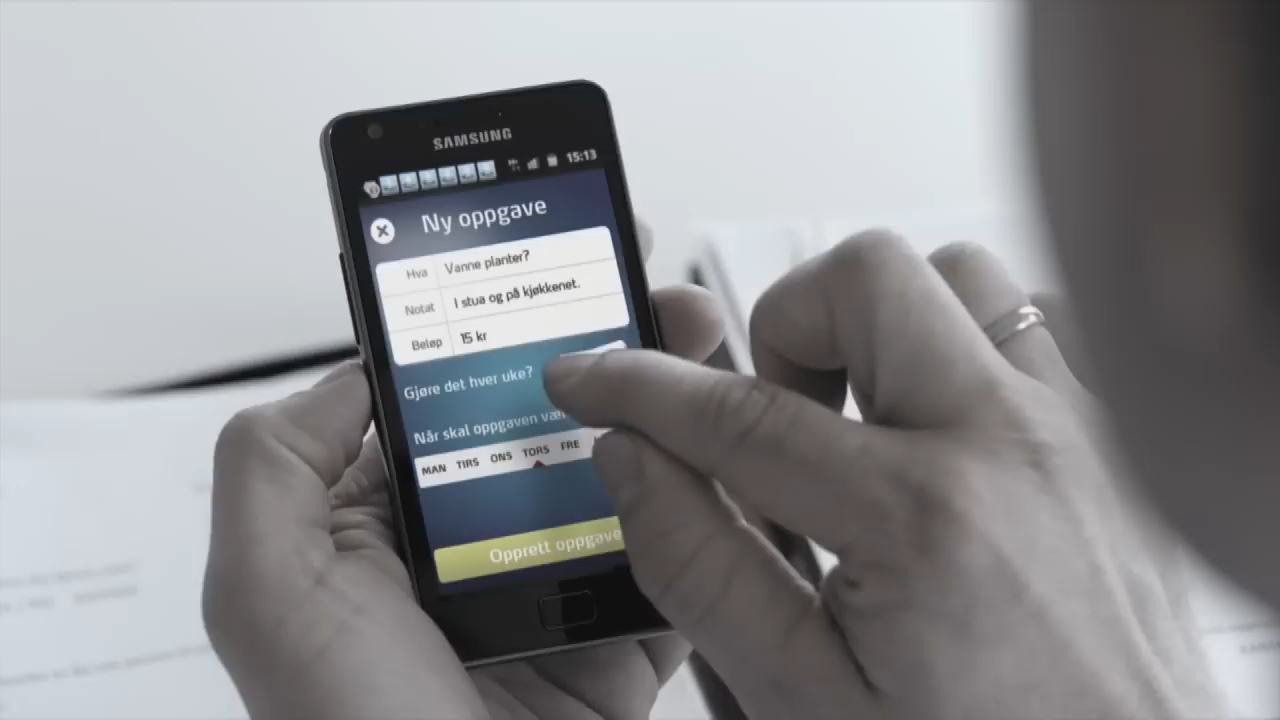 SAMSUNG
15:13
Ny oppgave
Hva Vanne planter?
Notat I stua og på kjøkkenet.
Beløp 15 kr
Gjøre det hver uke?
Når skal oppgaven
MAN TIRS ONS TORS FRE
Opprett oppgave